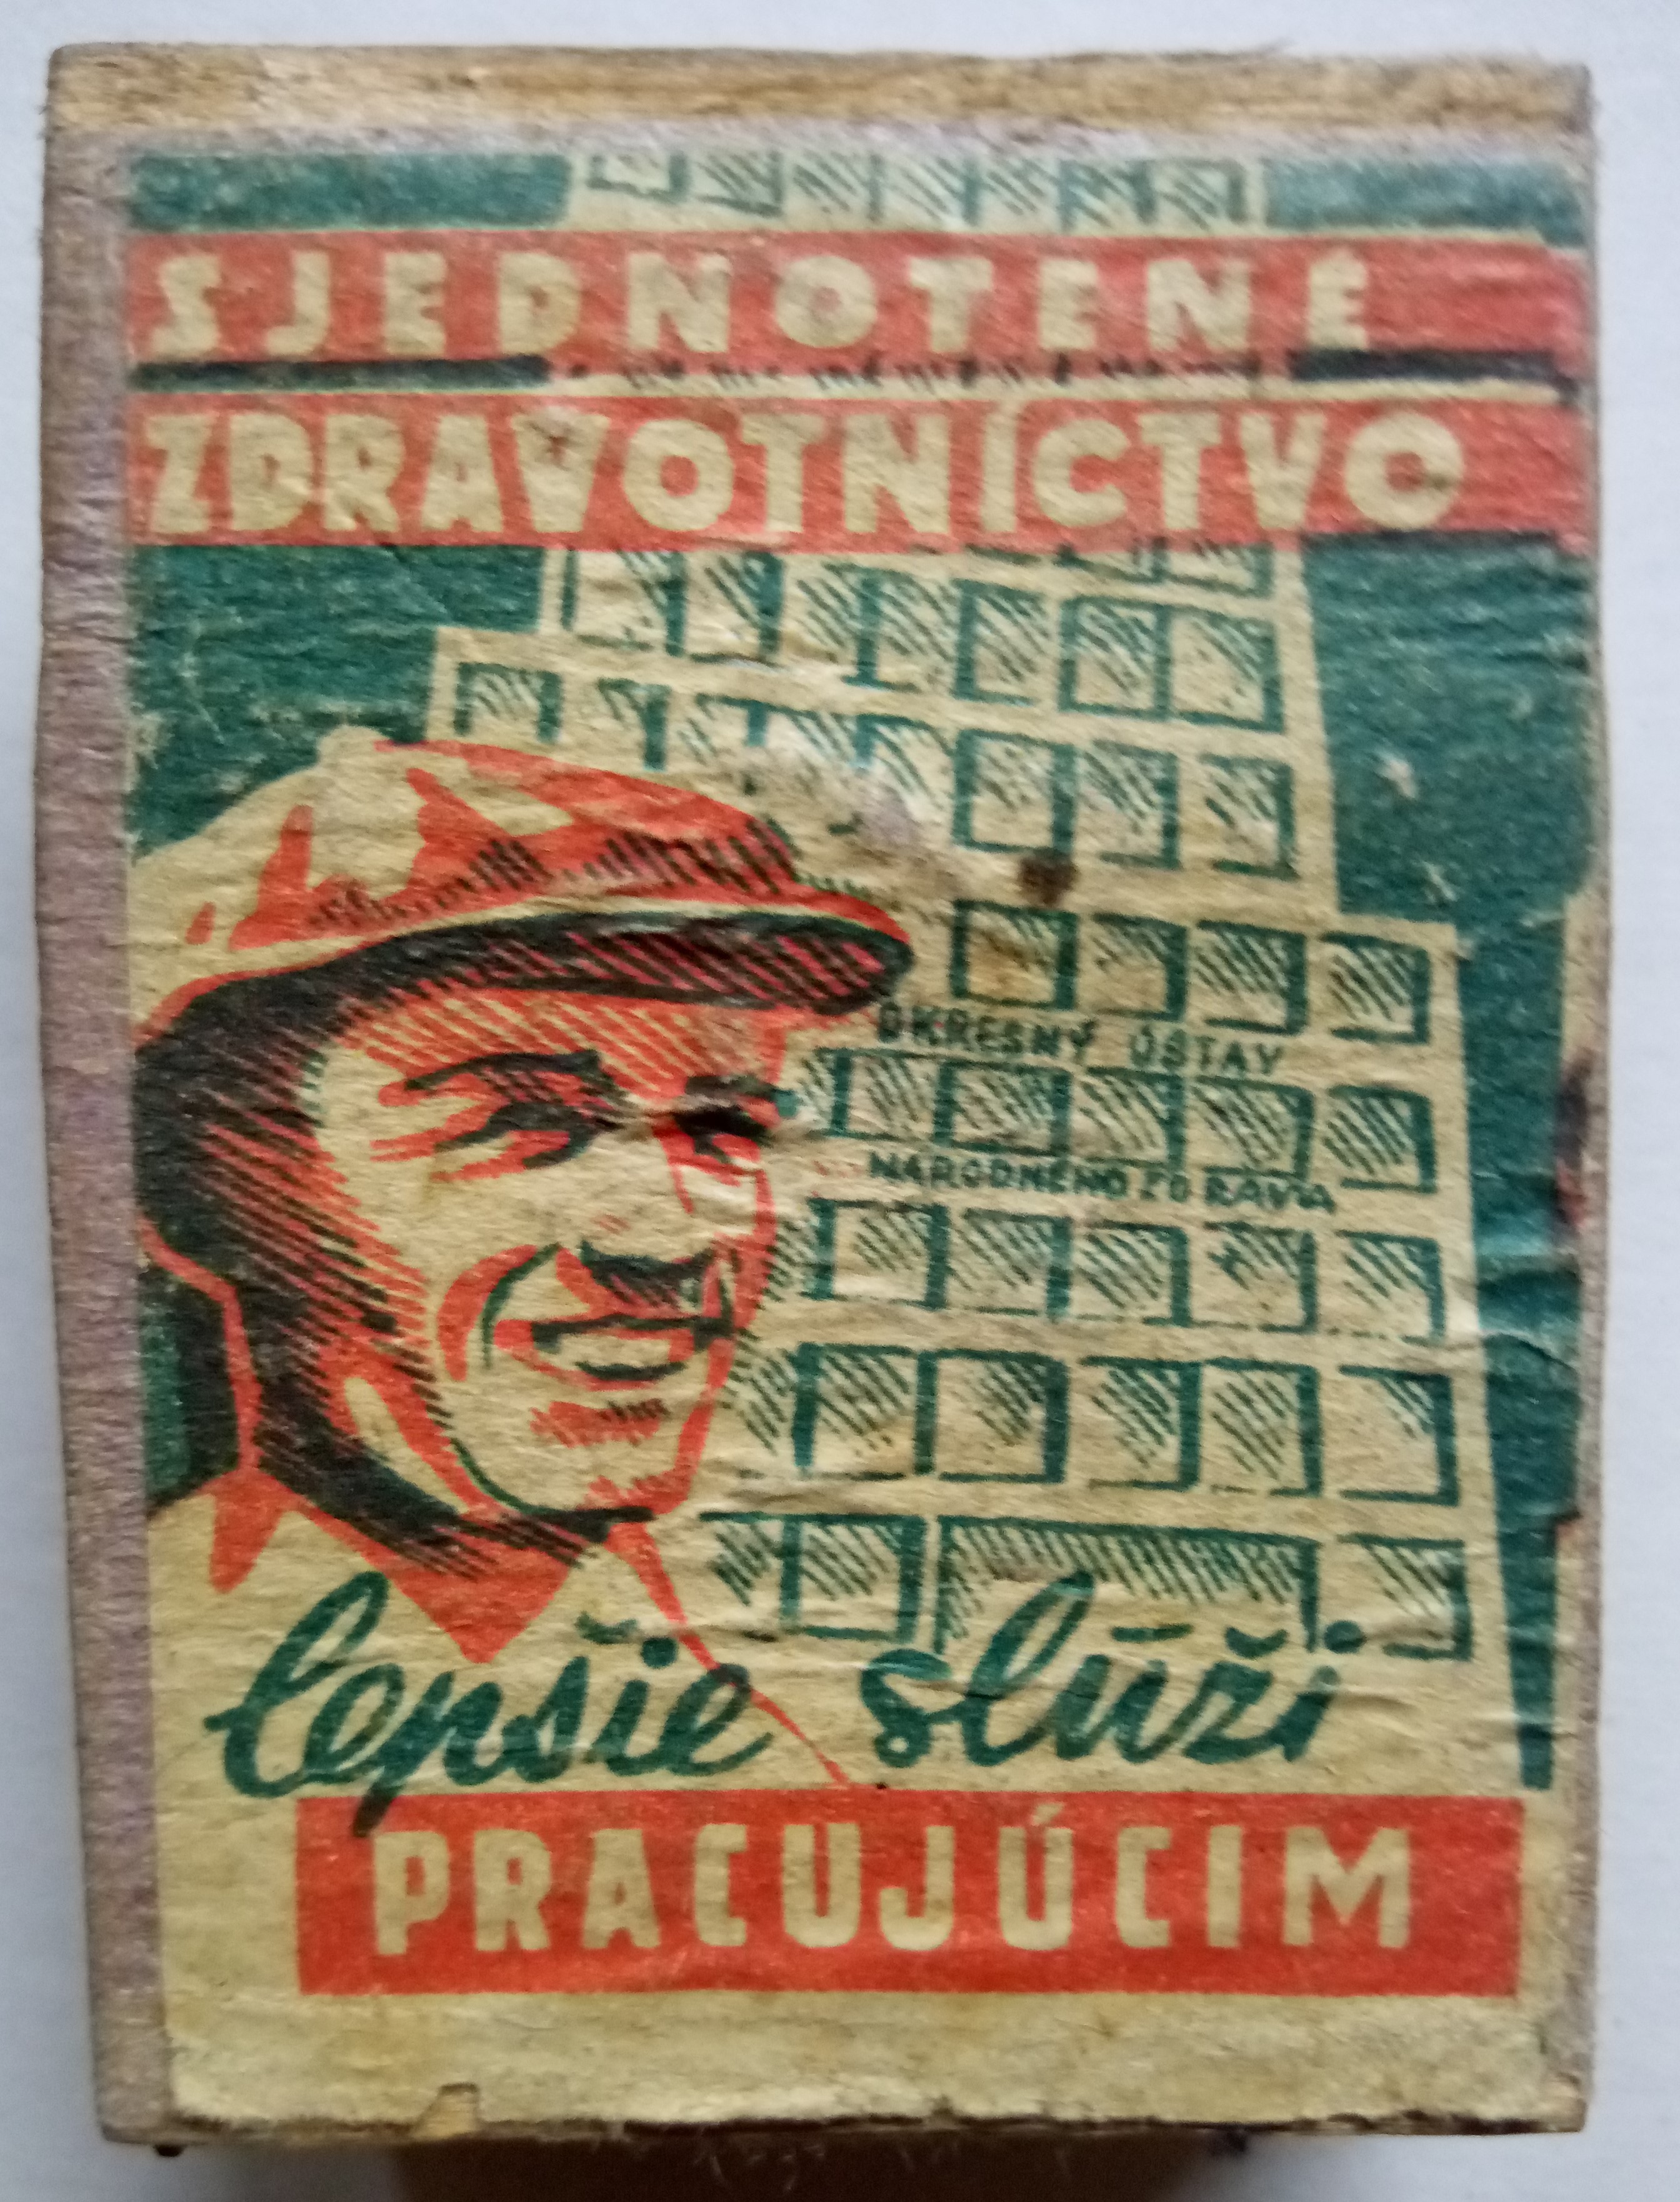 SJEDNOTENÉ
ZDRAVOTNÍCTVO
OKRESNÝ ÚSTAV
NÁRODNÉHO ZDRAVIA
lepšie slúži
PRACUJÚCIM